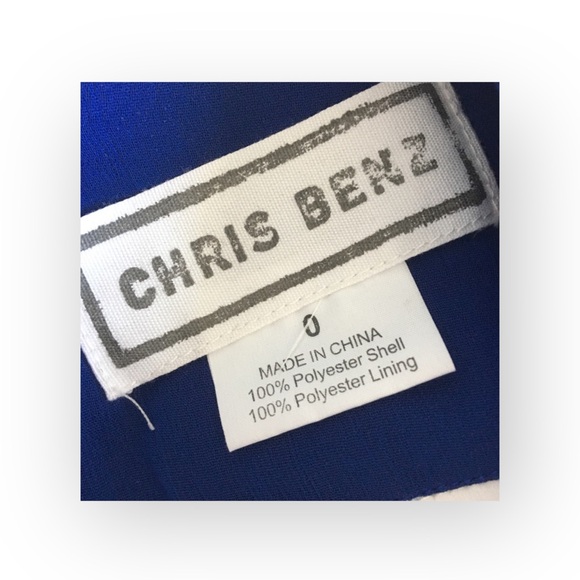 CHRIS BENZ
0
MADE IN CHINA
100% Polyester Shell
100% Polyester Lining